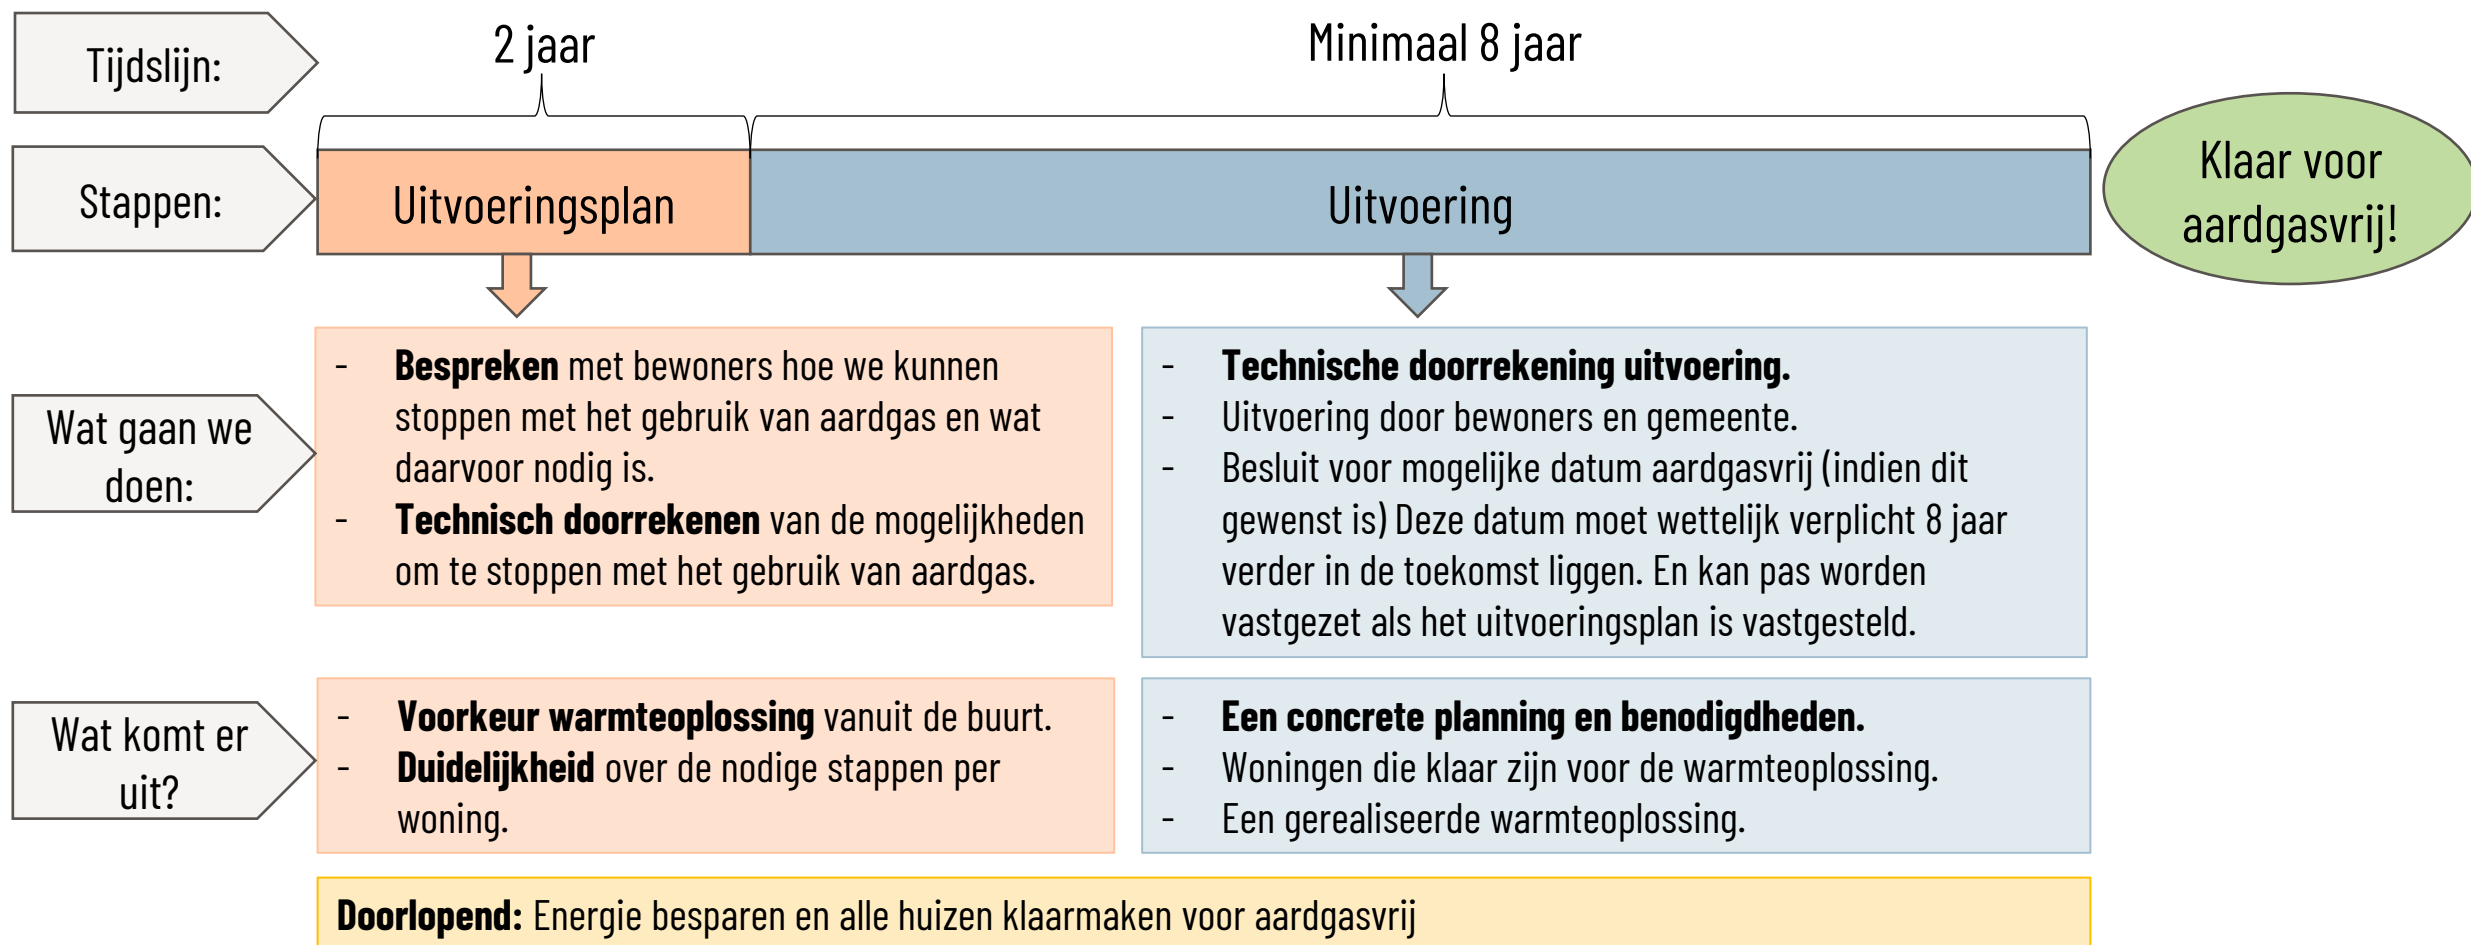 Tijdslijn:
2 jaar
Minimaal 8 jaar
Stappen:
Uitvoeringsplan
Uitvoering
Klaar voor
aardgasvrij!
Wat gaan we
doen:
- Bespreken met bewoners hoe we kunnen
stoppen met het gebruik van aardgas en wat
daarvoor nodig is.
- Technisch doorrekenen van de mogelijkheden
om te stoppen met het gebruik van aardgas.
- Technische doorrekening uitvoering.
- Uitvoering door bewoners en gemeente.
- Besluit voor mogelijke datum aardgasvrij (indien dit
gewenst is) Deze datum moet wettelijk verplicht 8 jaar
verder in de toekomst liggen. En kan pas worden
vastgezet als het uitvoeringsplan is vastgesteld.
Wat komt er
uit?
- Voorkeur warmteoplossing vanuit de buurt.
- Duidelijkheid over de nodige stappen per
woning.
- Een concrete planning en benodigdheden.
- Woningen die klaar zijn voor de warmteoplossing.
- Een gerealiseerde warmteoplossing.
Doorlopend: Energie besparen en alle huizen klaarmaken voor aardgasvrij